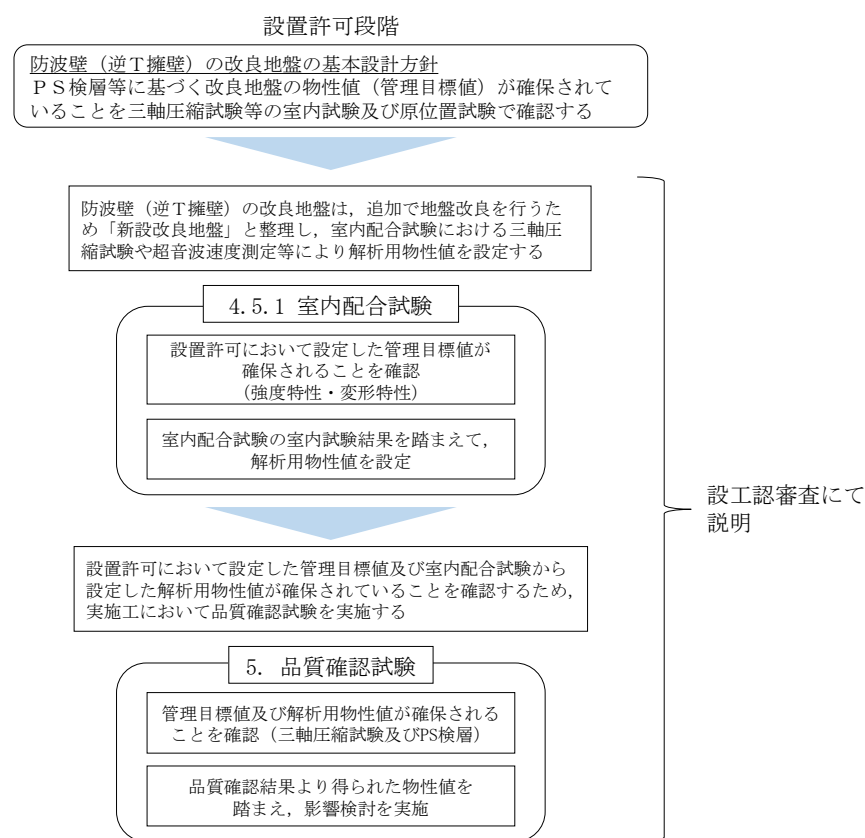 設置許可段階
防波壁（逆Ｔ擁壁）の改良地盤の基本設計方針
ＰＳ検層等に基づく改良地盤の物性値（管理目標値）が確保されて
いることを三軸圧縮試験等の室内試験及び原位置試験で確認する
防波壁（逆Ｔ擁壁）の改良地盤は，追加で地盤改良を行うた
め「新設改良地盤」と整理し，室内配合試験における三軸圧
縮試験や超音波速度測定等により解析用物性値を設定する
4.5.1 室内配合試験
設置許可において設定した管理目標値が
確保されることを確認
（強度特性・変形特性）
室内配合試験の室内試験結果を踏まえて，
解析用物性値を設定
設工認審査にて
説明
設置許可において設定した管理目標値及び室内配合試験から
設定した解析用物性値が確保されていることを確認するため，
実施工において品質確認試験を実施する
5. 品質確認試験
管理目標値及び解析用物性値が確保される
ことを確認（三軸圧縮試験及びPS検層）
品質確認結果より得られた物性値を
踏まえ，影響検討を実施